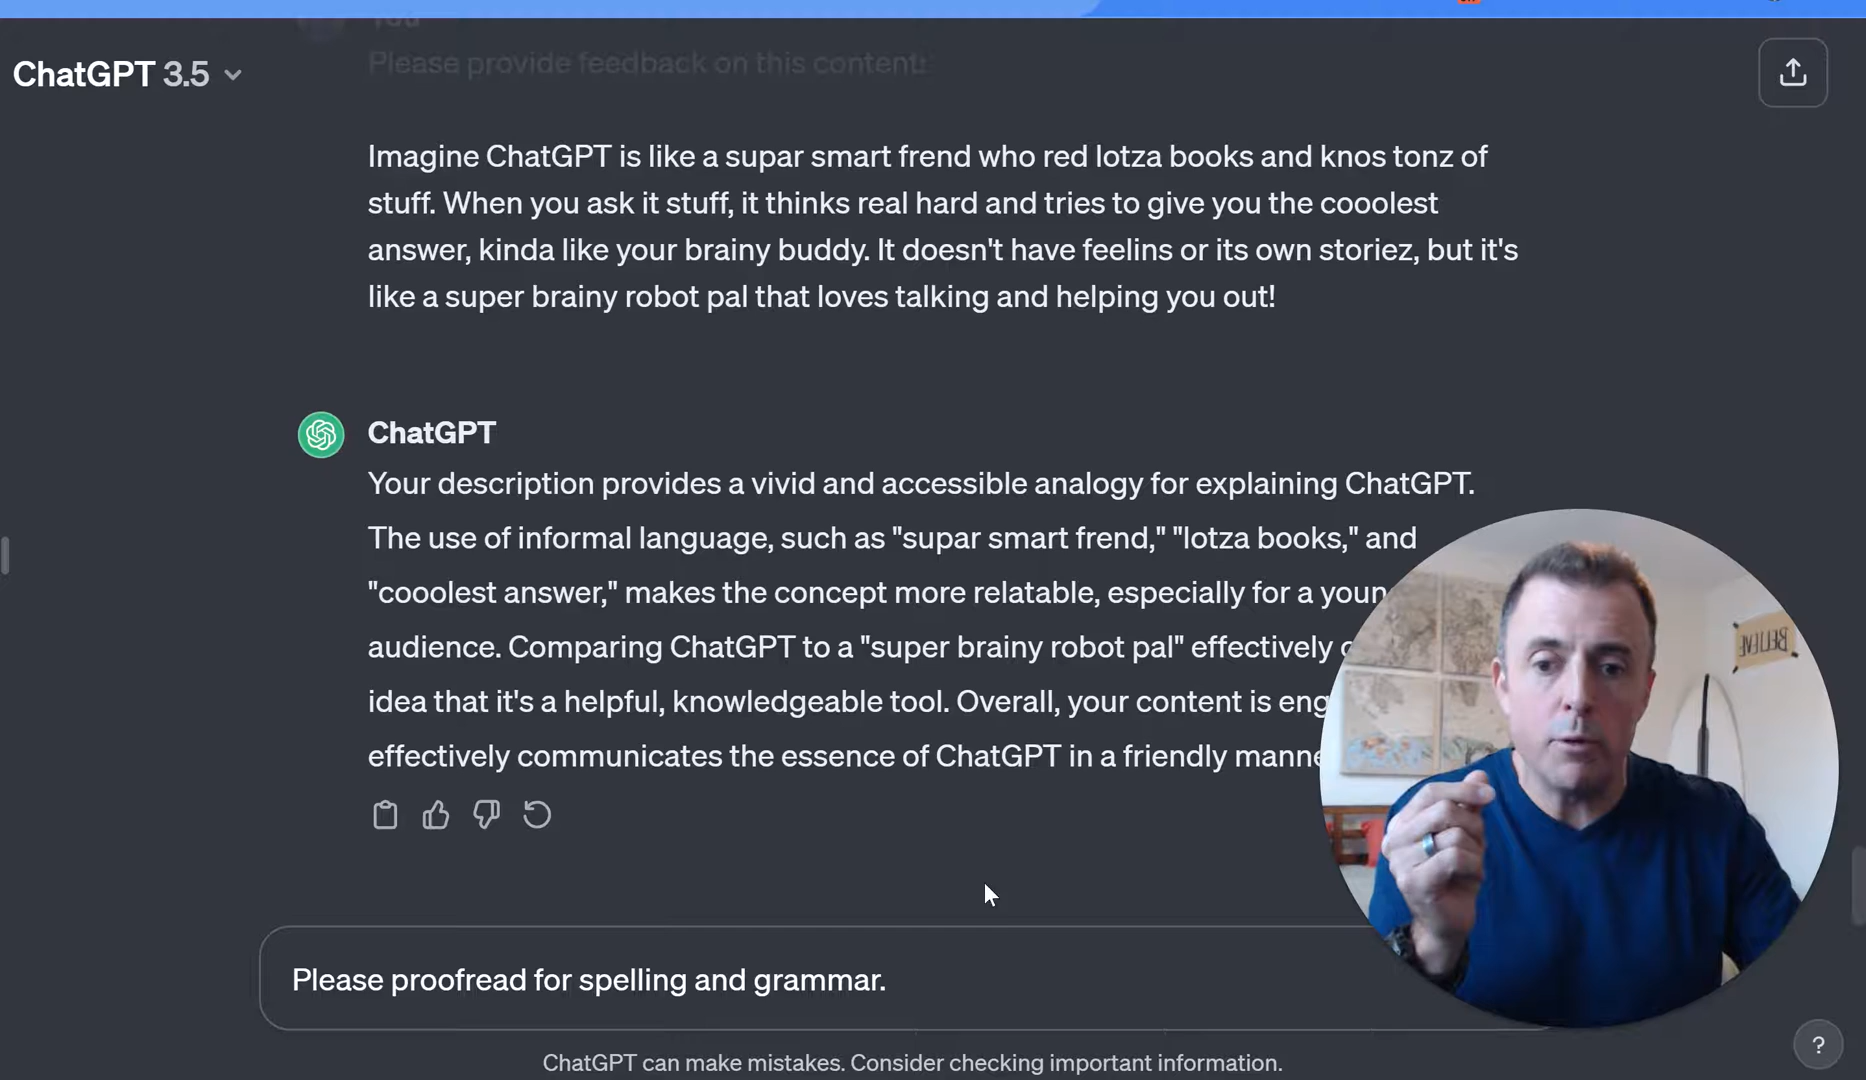 You
Please provide feedback on this content:
ChatGPT 3.5
Imagine ChatGPT is like a supar smart frend who red lotza books and knos tonz of
stuff. When you ask it stuff, it thinks real hard and tries to give you the cooolest
answer, kinda like your brainy buddy. It doesn't have feelins or its own storiez, but it's
like a super brainy robot pal that loves talking and helping you out!
ChatGPT
Your description provides a vivid and accessible analogy for explaining ChatGPT.
The use of informal language, such as "supar smart frend," "lotza books," and
"cooolest answer," makes the concept more relatable, especially for a youn
audience. Comparing ChatGPT to a "super brainy robot pal" effectively
idea that it's a helpful, knowledgeable tool. Overall, your content is eng
effectively communicates the essence of ChatGPT in a friendly manne
BELIEVE
Please proofread for spelling and grammar.
ChatGPT can make mistakes. Consider checking important information.
?